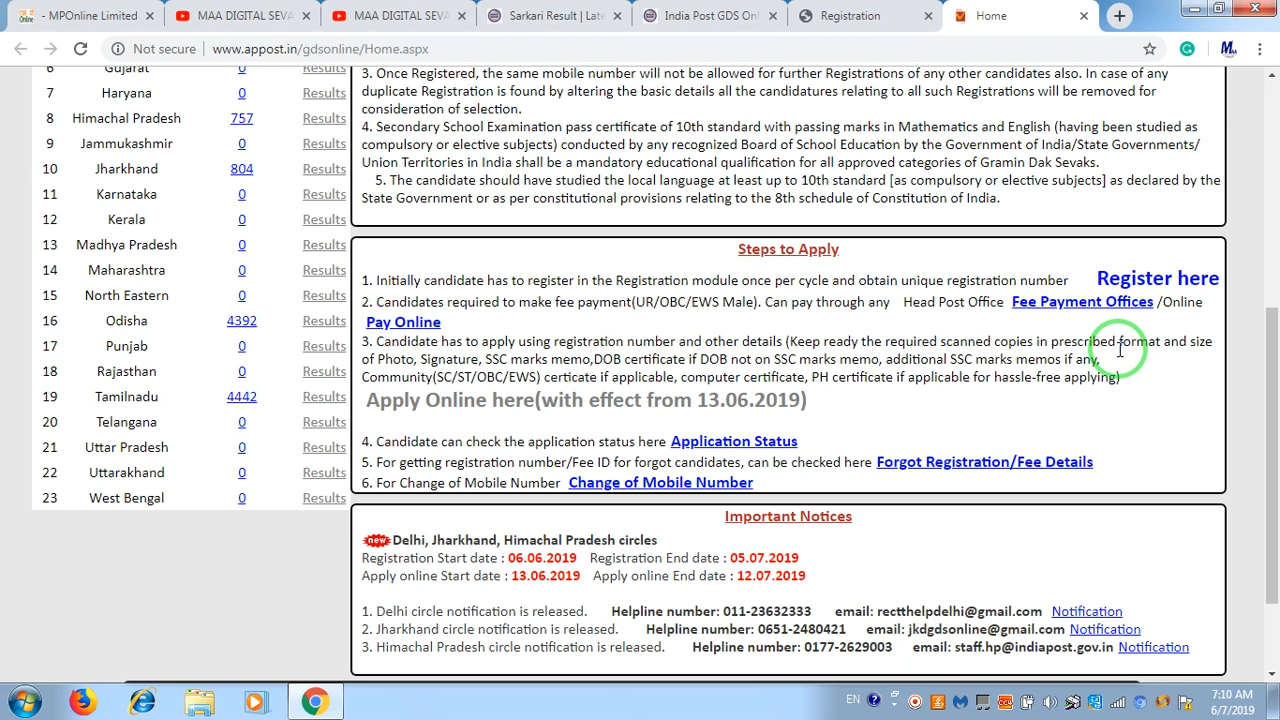 - MPOnline Limited
MAA DIGITAL SEVA
MAA DIGITAL SEVA
Sarkari Result | Late
India Post GDS Onl
Registration
Home
Not secure | www.appost.in/gdsonline/Home.aspx
6 Gujarat 0 Results
7 Haryana 0 Results
8 Himachal Pradesh 757 Results
9 Jammukashmir 0 Results
10 Jharkhand 804 Results
11 Karnataka 0 Results
12 Kerala 0 Results
13 Madhya Pradesh 0 Results
14 Maharashtra 0 Results
15 North Eastern 0 Results
16 Odisha 4392 Results
17 Punjab 0 Results
18 Rajasthan 0 Results
19 Tamilnadu 4442 Results
20 Telangana 0 Results
21 Uttar Pradesh 0 Results
22 Uttarakhand 0 Results
23 West Bengal 0 Results
3. Once Registered, the same mobile number will not be allowed for further Registrations of any other candidates also. In case of any
duplicate Registration is found by altering the basic details all the candidatures relating to all such Registrations will be removed for
consideration of selection.
4. Secondary School Examination pass certificate of 10th standard with passing marks in Mathematics and English (having been studied as
compulsory or elective subjects) conducted by any recognized Board of School Education by the Government of India/State Governments/
Union Territories in India shall be a mandatory educational qualification for all approved categories of Gramin Dak Sevaks.
5. The candidate should have studied the local language at least up to 10th standard [as compulsory or elective subjects] as declared by the
State Government or as per constitutional provisions relating to the 8th schedule of Constitution of India.
Steps to Apply
1. Initially candidate has to register in the Registration module once per cycle and obtain unique registration number Register here
2. Candidates required to make fee payment(UR/OBC/EWS Male). Can pay through any Head Post Office Fee Payment Offices /Online
Pay Online
3. Candidate has to apply using registration number and other details (Keep ready the required scanned copies in prescribed format and size
of Photo, Signature, SSC marks memo,DOB certificate if DOB not on SSC marks memo, additional SSC marks memos if any,
Community(SC/ST/OBC/EWS) certicate if applicable, computer certificate, PH certificate if applicable for hassle-free applying)
Apply Online here(with effect from 13.06.2019)
4. Candidate can check the application status here Application Status
5. For getting registration number/Fee ID for forgot candidates, can be checked here Forgot Registration/Fee Details
6. For Change of Mobile Number Change of Mobile Number
Important Notices
new Delhi, Jharkhand, Himachal Pradesh circles
Registration Start date : 06.06.2019 Registration End date : 05.07.2019
Apply online Start date : 13.06.2019 Apply online End date : 12.07.2019
1. Delhi circle notification is released. Helpline number: 011-23632333 email: rectthelpdelhi@gmail.com Notification
2. Jharkhand circle notification is released. Helpline number: 0651-2480421 email: jkdgdsonline@gmail.com Notification
3. Himachal Pradesh circle notification is released. Helpline number: 0177-2629003 email: staff.hp@indiapost.gov.in Notification
EN
7:10 AM
6/7/2019